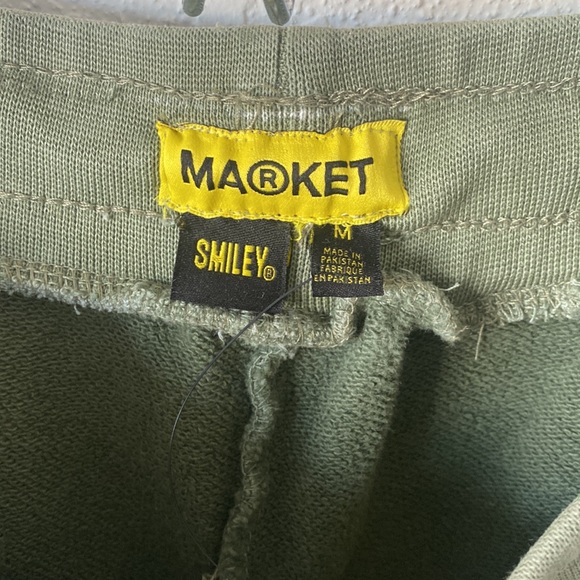 MA®KET
SMILEY®
M
MADE IN
PAKISTAN
FABRIQUE
EN PAKISTAN